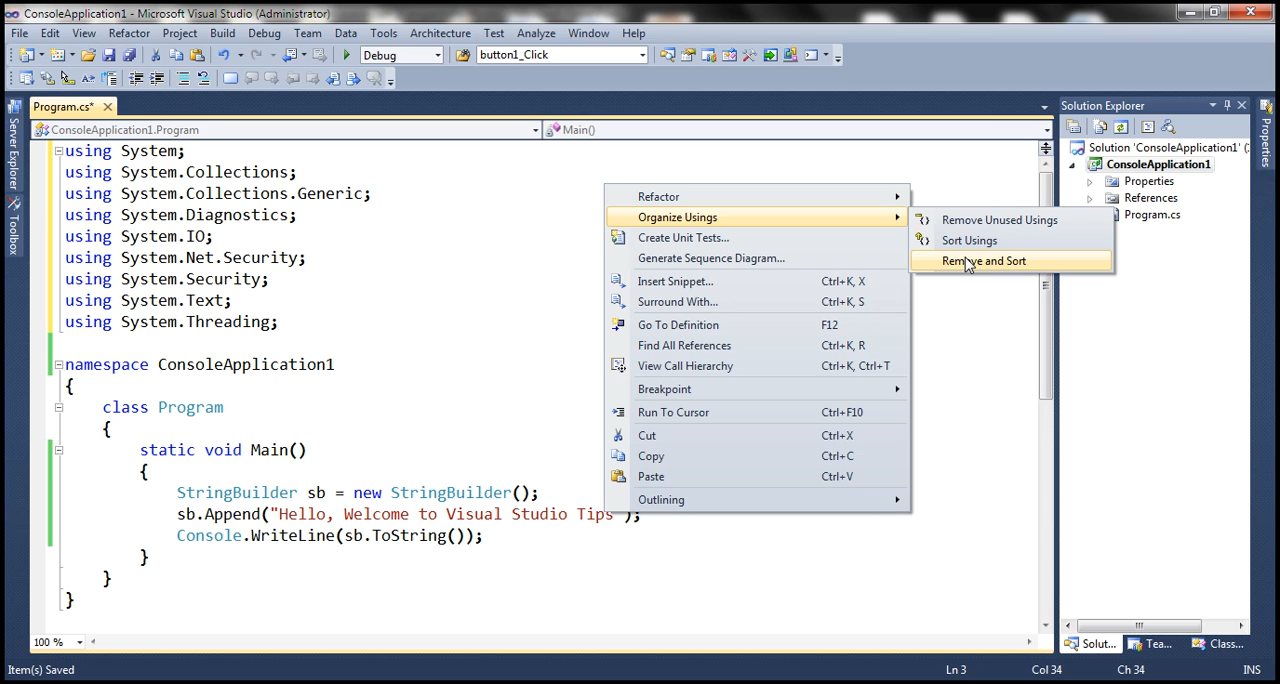 ConsoleApplication1 - Microsoft Visual Studio (Administrator)
File Edit View Refactor Project Build Debug Team Data Tools Architecture Test Analyze Window Help
Debug button1_Click
Program.cs* Solution Explorer
ConsoleApplication1.Program Main()
Server Explorer
Toolbox
using System;
using System.Collections;
using System.Collections.Generic;
using System.Diagnostics;
using System.IO;
using System.Net.Security;
using System.Security;
using System.Text;
using System.Threading;
namespace ConsoleApplication1
{
class Program
{
static void Main()
{
StringBuilder sb = new StringBuilder();
sb.Append("Hello, Welcome to Visual Studio Tips");
Console.WriteLine(sb.ToString());
}
}
}
Refactor
Organize Usings
Create Unit Tests...
Generate Sequence Diagram...
Insert Snippet... Ctrl+K, X
Surround With... Ctrl+K, S
Go To Definition F12
Find All References Ctrl+K, R
View Call Hierarchy Ctrl+K, Ctrl+T
Breakpoint
Run To Cursor Ctrl+F10
Cut Ctrl+X
Copy Ctrl+C
Paste Ctrl+V
Outlining
Remove Unused Usings
Sort Usings
Remove and Sort
Solution 'ConsoleApplication1' (
ConsoleApplication1
Properties
References
Program.cs
Properties
100 %
Solut... Tea... Class...
Item(s) Saved Ln 3 Col 34 Ch 34 INS